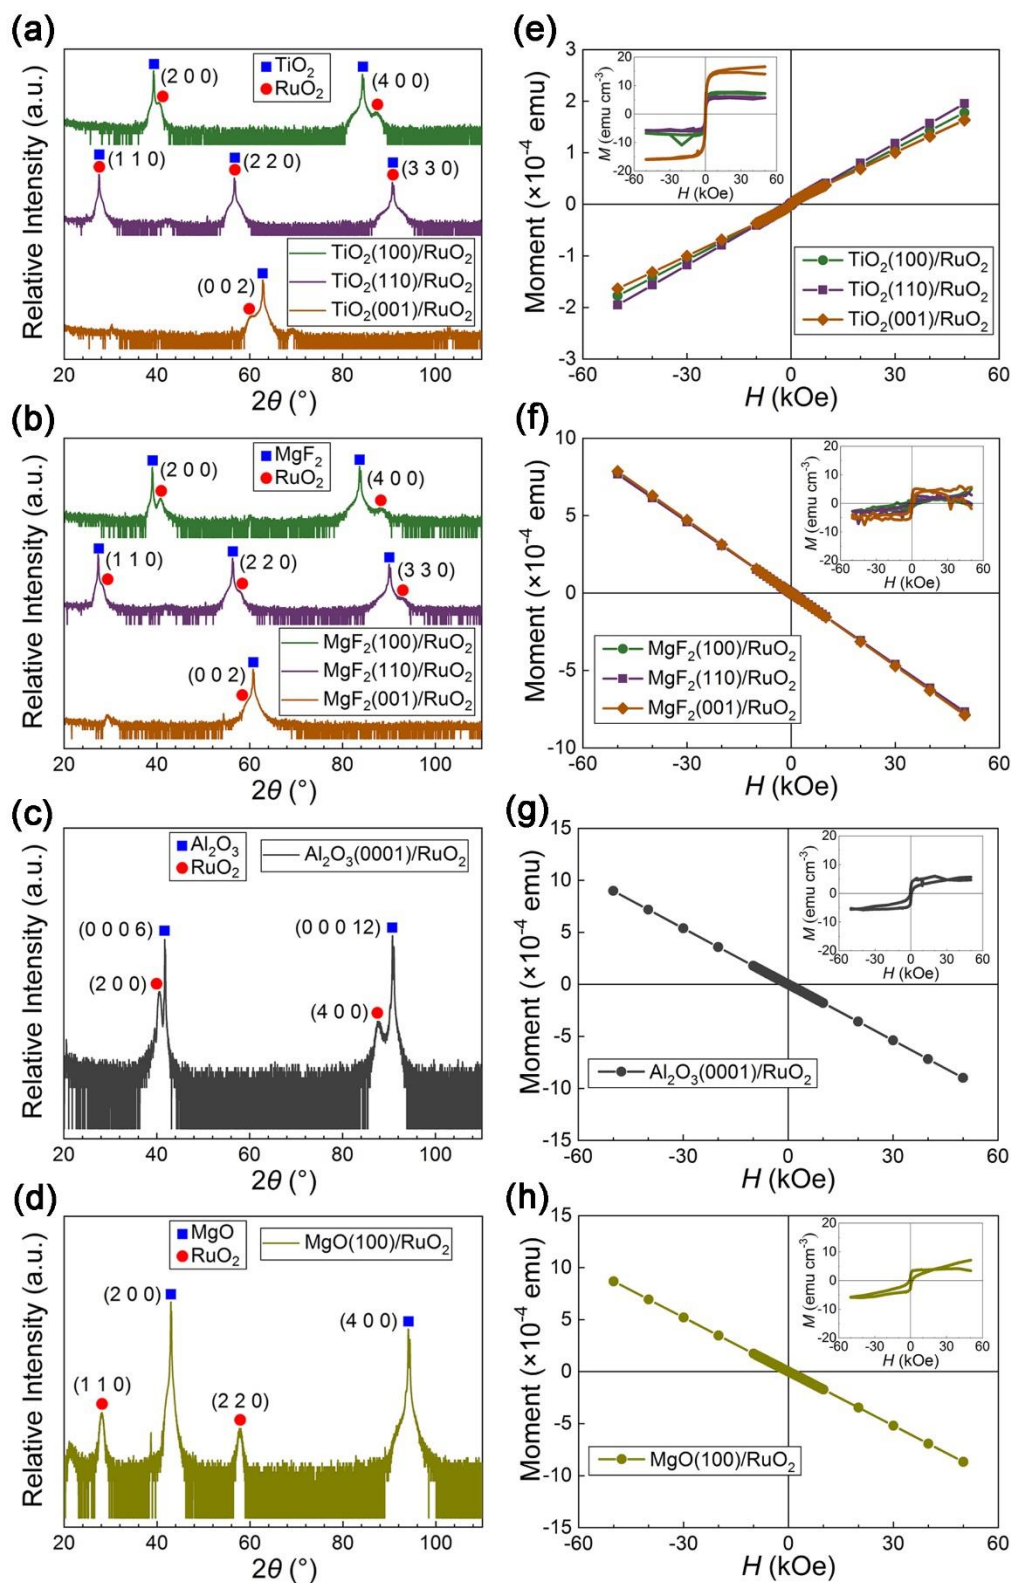 (a)
Relative Intensity (a.u.)
TiO₂
RuO₂
(2 0 0)
(4 0 0)
(1 1 0)
(2 2 0)
(3 3 0)
(0 0 2)
TiO₂(100)/RuO₂
TiO₂(110)/RuO₂
TiO₂(001)/RuO₂
20 40 60 80 100
2θ (°)
(e)
Moment (×10⁻⁴ emu)
3
2
1
0
-1
-2
-3
M (emu cm⁻³)
20
10
0
-10
-20
-60 -30 0 30 60
H (kOe)
TiO₂(100)/RuO₂
TiO₂(110)/RuO₂
TiO₂(001)/RuO₂
-60 -30 0 30 60
H (kOe)
(b)
Relative Intensity (a.u.)
MgF₂
RuO₂
(2 0 0)
(4 0 0)
(1 1 0)
(2 2 0)
(3 3 0)
(0 0 2)
MgF₂(100)/RuO₂
MgF₂(110)/RuO₂
MgF₂(001)/RuO₂
20 40 60 80 100
2θ (°)
(f)
Moment (×10⁻⁴ emu)
10
5
0
-5
-10
M (emu cm⁻³)
20
10
0
-10
-20
-60 -30 0 30 60
H (kOe)
MgF₂(100)/RuO₂
MgF₂(110)/RuO₂
MgF₂(001)/RuO₂
-60 -30 0 30 60
H (kOe)
(c)
Relative Intensity (a.u.)
Al₂O₃
RuO₂
Al₂O₃(0001)/RuO₂
(0 0 0 6)
(0 0 0 12)
(2 0 0)
(4 0 0)
20 40 60 80 100
2θ (°)
(g)
Moment (×10⁻⁴ emu)
15
10
5
0
-5
-10
-15
M (emu cm⁻³)
20
10
0
-10
-20
-60 -30 0 30 60
H (kOe)
Al₂O₃(0001)/RuO₂
-60 -30 0 30 60
H (kOe)
(d)
Relative Intensity (a.u.)
MgO
RuO₂
MgO(100)/RuO₂
(2 0 0)
(4 0 0)
(1 1 0)
(2 2 0)
20 40 60 80 100
2θ (°)
(h)
Moment (×10⁻⁴ emu)
15
10
5
0
-5
-10
-15
M (emu cm⁻³)
20
10
0
-10
-20
-60 -30 0 30 60
H (kOe)
MgO(100)/RuO₂
-60 -30 0 30 60
H (kOe)